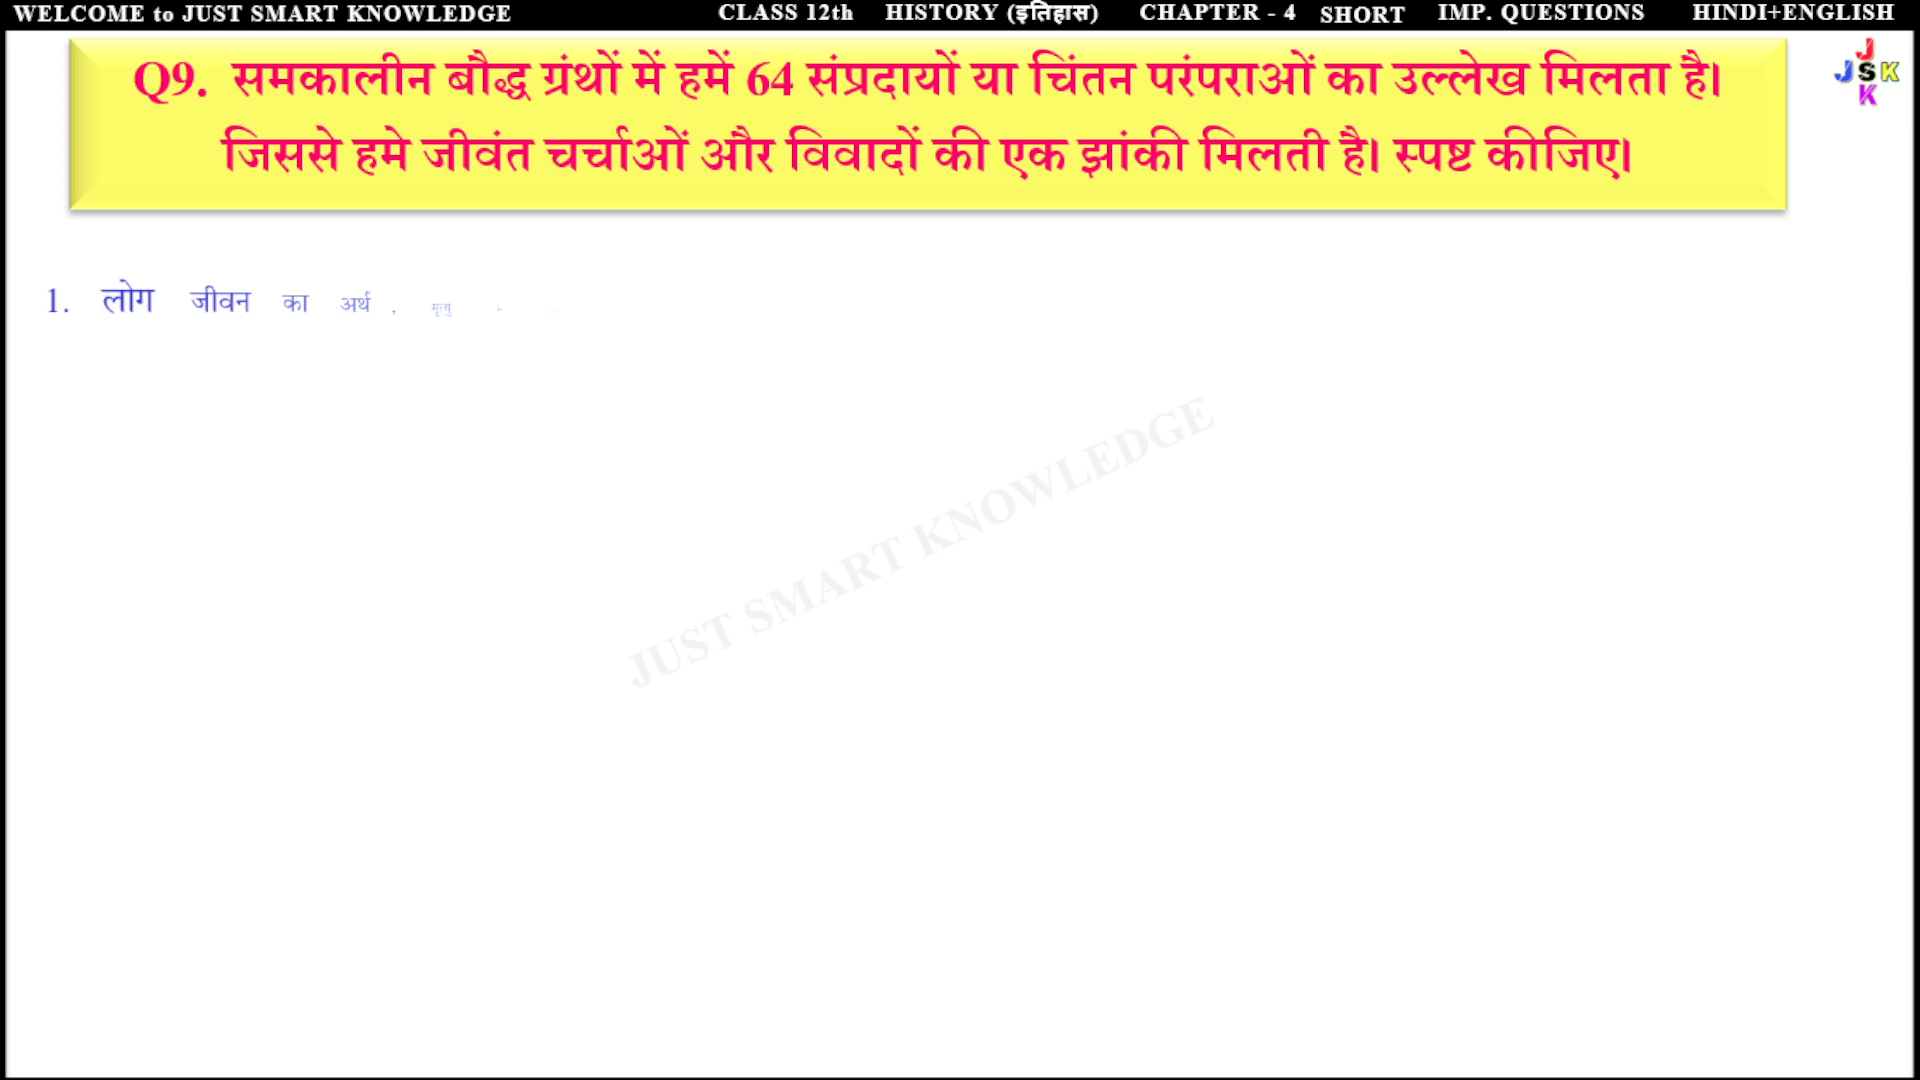 WELCOME to JUST SMART KNOWLEDGE CLASS 12th HISTORY (इतिहास) CHAPTER - 4 SHORT IMP. QUESTIONS HINDI+ENGLISH
Q9. समकालीन बौद्ध ग्रंथों में हमें 64 संप्रदायों या चिंतन परंपराओं का उल्लेख मिलता है।
जिससे हमे जीवंत चर्चाओं और विवादों की एक झांकी मिलती है। स्पष्ट कीजिए।
J
J S K
K
1. लोग जीवन का अर्थ , मृत्यु
JUST SMART KNOWLEDGE